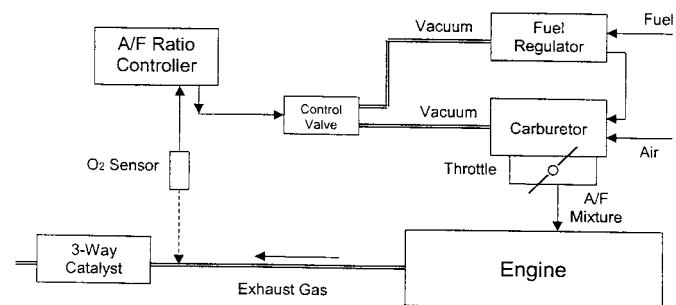 A/F Ratio
Controller
Vacuum
Fuel
Regulator
Fuel
Control
Valve
Vacuum
Carburetor
Air
O2 Sensor
Throttle
A/F
Mixture
3-Way
Catalyst
Exhaust Gas
Engine